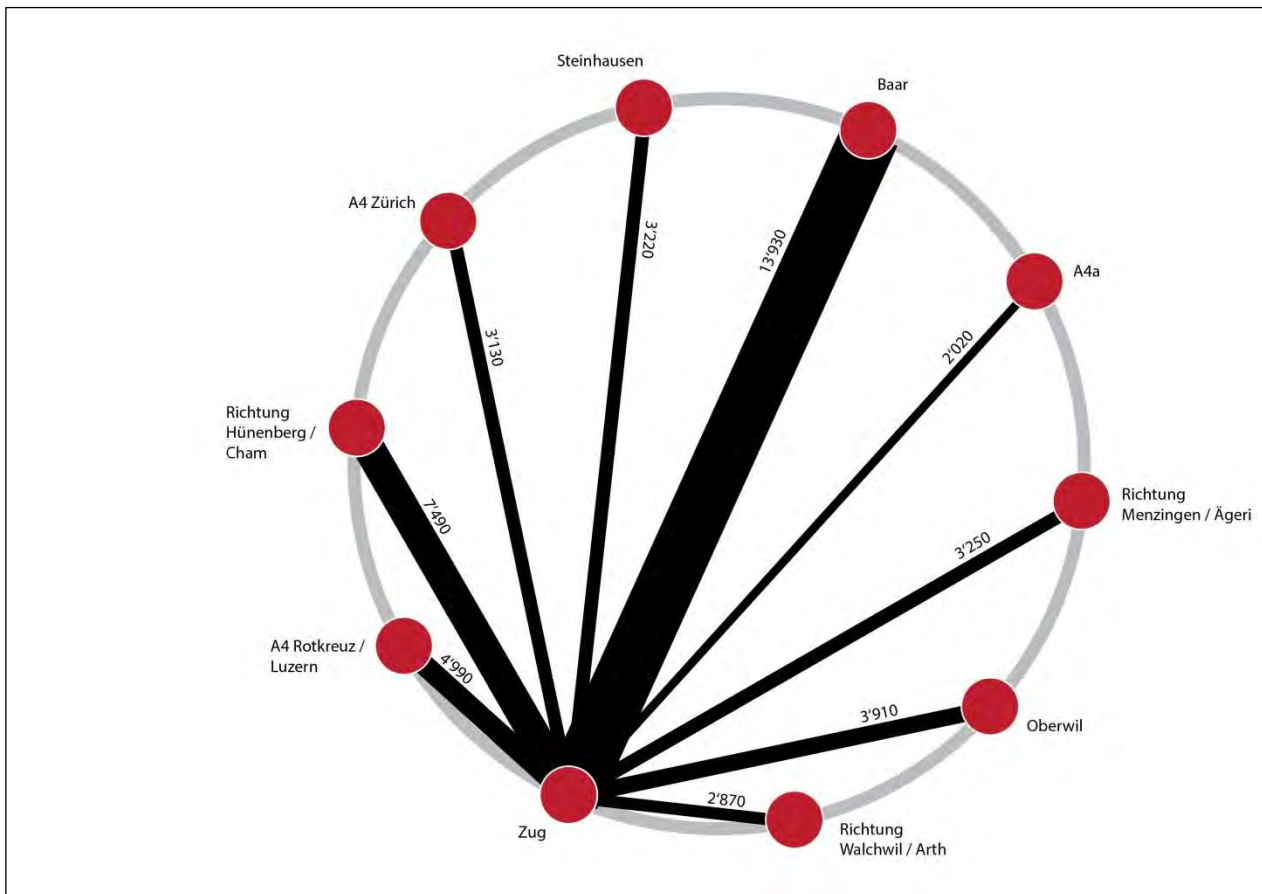 Steinhausen
Baar
A4 Zürich
A4a
3'220
13'930
2'020
3'130
Richtung
Hünenberg /
Cham
7'490
Richtung
Menzingen / Ägeri
3'250
A4 Rotkreuz /
Luzern
4'990
3'910
Oberwil
2'870
Zug
Richtung
Walchwil / Arth